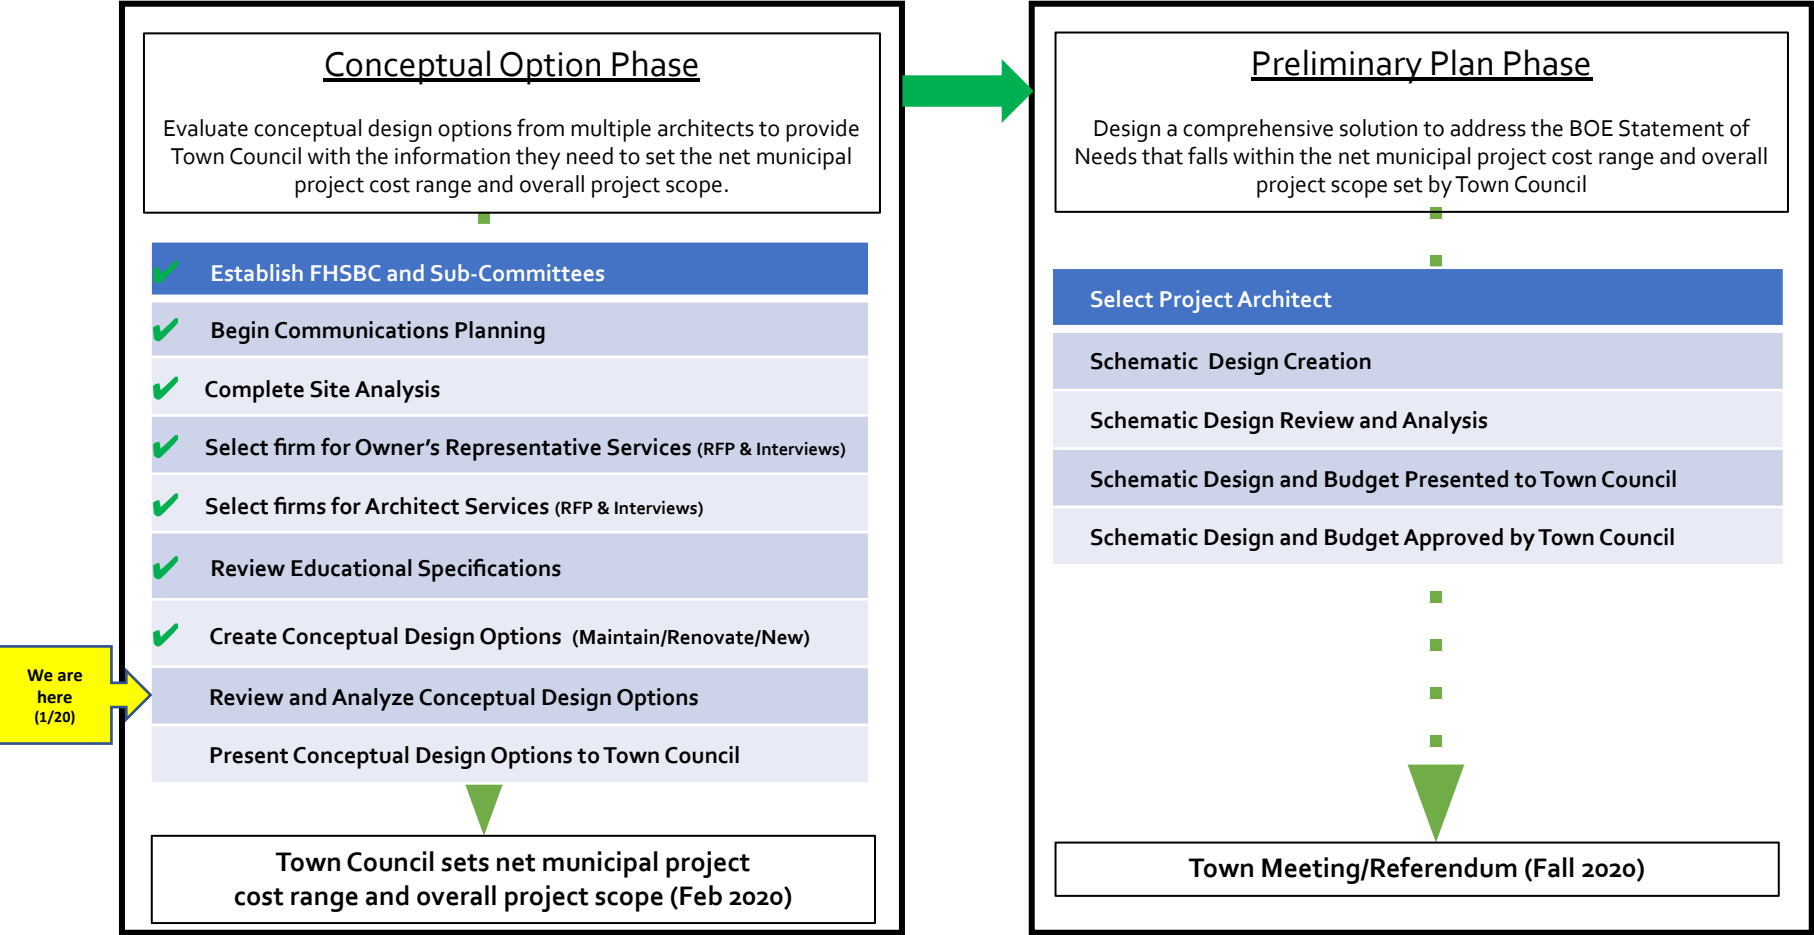 Conceptual Option Phase
Evaluate conceptual design options from multiple architects to provide
Town Council with the information they need to set the net municipal
project cost range and overall project scope.
✔ Establish FHSBC and Sub-Committees
✔ Begin Communications Planning
✔ Complete Site Analysis
✔ Select firm for Owner’s Representative Services (RFP & Interviews)
✔ Select firms for Architect Services (RFP & Interviews)
✔ Review Educational Specifications
✔ Create Conceptual Design Options (Maintain/Renovate/New)
We are
here
(1/20)
Review and Analyze Conceptual Design Options
Present Conceptual Design Options to Town Council
Town Council sets net municipal project
cost range and overall project scope (Feb 2020)
Preliminary Plan Phase
Design a comprehensive solution to address the BOE Statement of
Needs that falls within the net municipal project cost range and overall
project scope set by Town Council
Select Project Architect
Schematic Design Creation
Schematic Design Review and Analysis
Schematic Design and Budget Presented to Town Council
Schematic Design and Budget Approved by Town Council
Town Meeting/Referendum (Fall 2020)